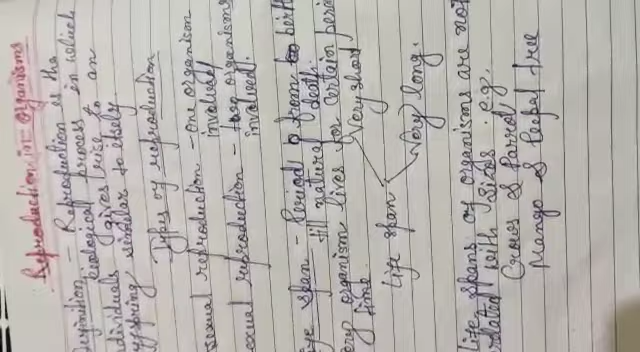 Reproduction in organisms
Definition - Reproduction is the
biological process in which
individuals gives rise to an
offspring similar to itself
Types of reproduction
asexual reproduction - one organism
involved
sexual reproduction - two organisms
involved.
life span - Period from birth
till natural death.
every organism lives for certain
time.
Very short
life span
Very long.
Life spans of organisms are not
related with sizes e.g.
Crows & Parrot
Mango & Peepal tree